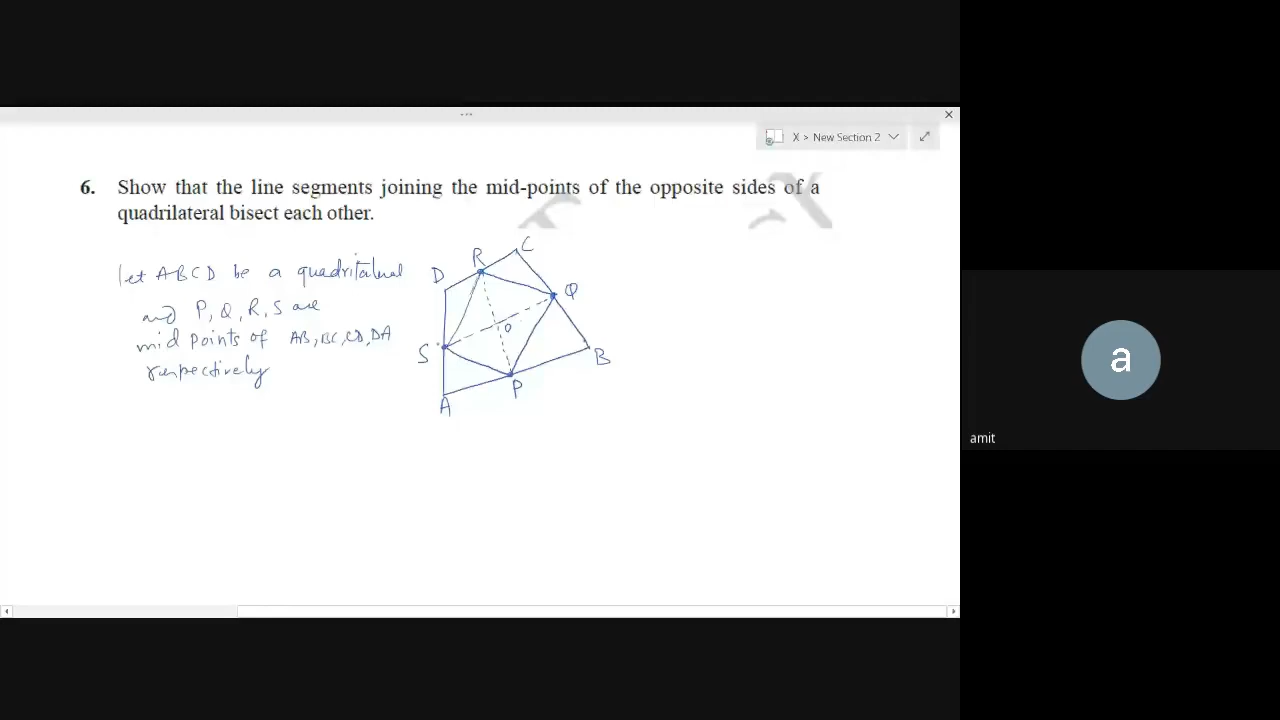 X > New Section 2
6. Show that the line segments joining the mid-points of the opposite sides of a
quadrilateral bisect each other.
let ABCD be a quadrilateral
and P, Q, R, S are
mid points of AB, BC, CD, DA
respectively
R
C
D
Q
O
S
B
P
A
a
amit